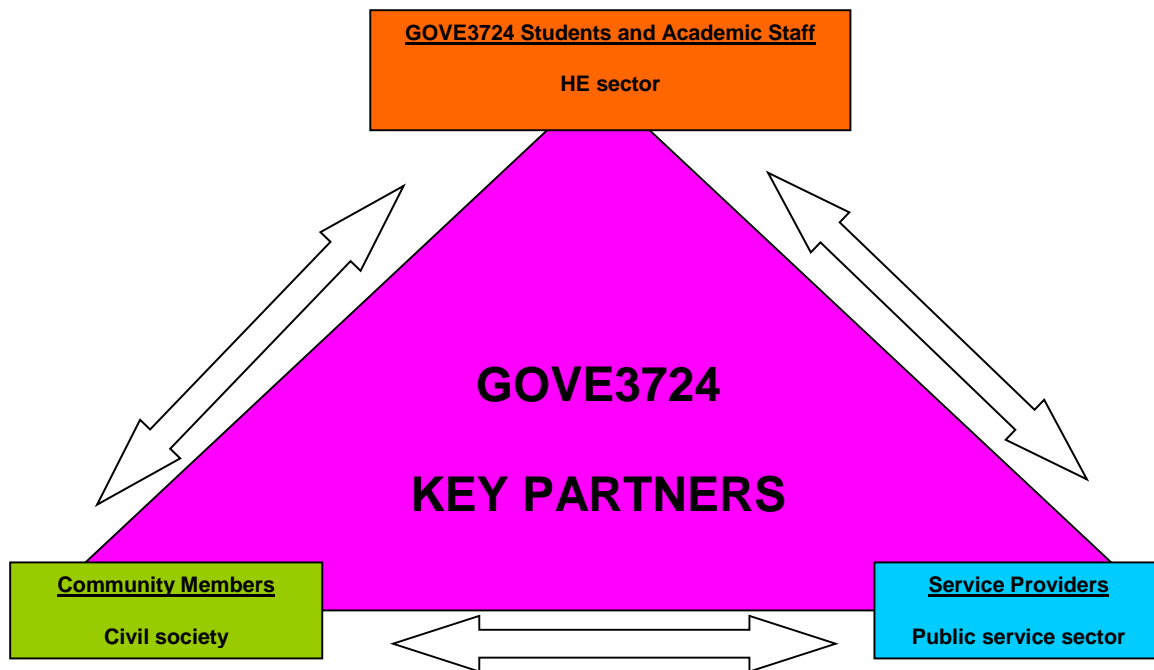 GOVE3724 Students and Academic Staff
HE sector
GOVE3724
KEY PARTNERS
Community Members
Civil society
Service Providers
Public service sector